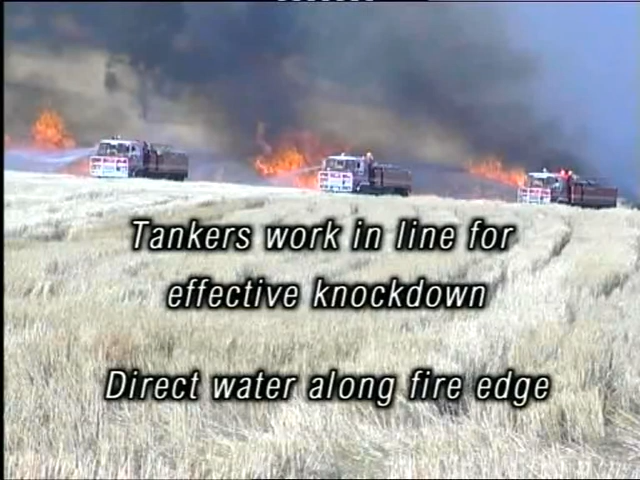 Tankers work in line for
effective knockdown
Direct water along fire edge